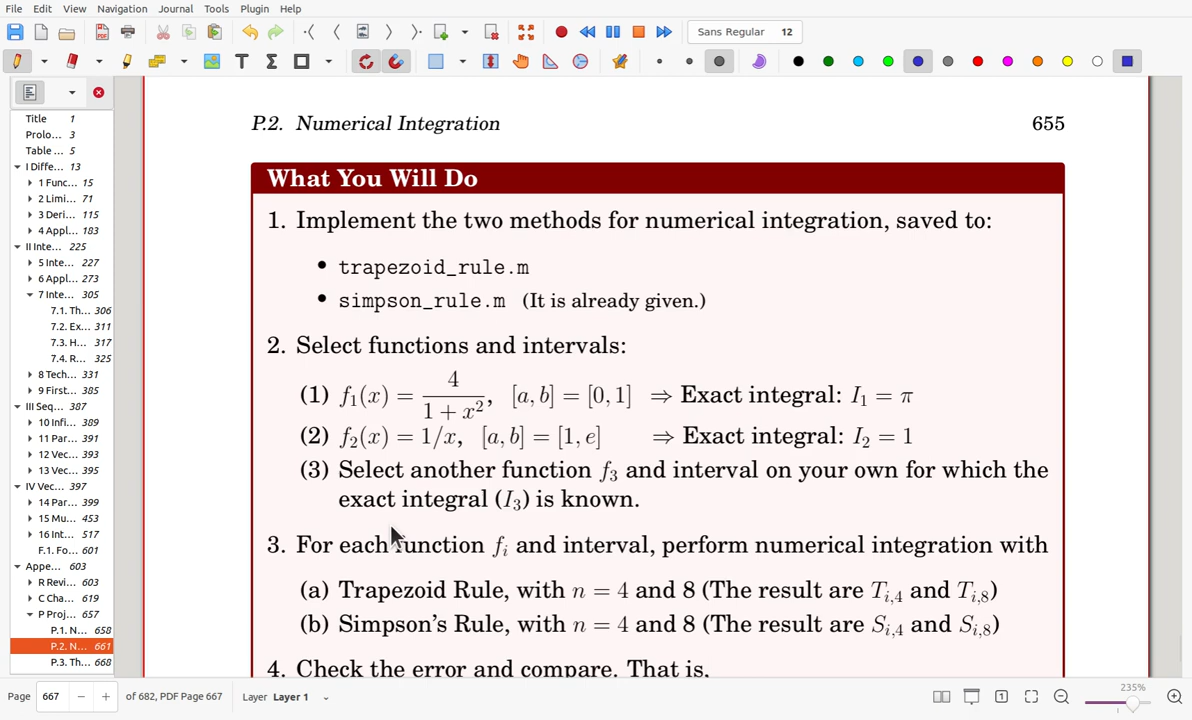 File Edit View Navigation Journal Tools Plugin Help
Sans Regular 12
Title 1
Prolo... 3
Table ... 5
I Diffe... 13
1 Func... 15
2 Limi... 71
3 Deri... 115
4 Appl... 183
II Inte... 225
5 Inte... 227
6 Appl... 273
7 Inte... 305
7.1. Th... 306
7.2. Ex... 311
7.3. H... 317
7.4. R... 325
8 Tech... 331
9 First... 385
III Seq... 387
10 Infi... 389
11 Par... 391
12 Vec... 393
13 Vec... 395
IV Vec... 397
14 Par... 399
15 Mu... 453
16 Int... 517
F.1. Fo... 601
Appe... 603
R Revi... 603
C Cha... 619
P Proj... 657
P.1. N... 658
P.2. N... 661
P.3. Th... 668
P.2. Numerical Integration 655
What You Will Do
1. Implement the two methods for numerical integration, saved to:
• trapezoid_rule.m
• simpson_rule.m (It is already given.)
2. Select functions and intervals:
(1) f₁(x) = 4/(1 + x²), [a, b] = [0, 1] ⇒ Exact integral: I₁ = π
(2) f₂(x) = 1/x, [a, b] = [1, e] ⇒ Exact integral: I₂ = 1
(3) Select another function f₃ and interval on your own for which the
exact integral (I₃) is known.
3. For each function fᵢ and interval, perform numerical integration with
(a) Trapezoid Rule, with n = 4 and 8 (The result are Tᵢ,₄ and Tᵢ,₈)
(b) Simpson's Rule, with n = 4 and 8 (The result are Sᵢ,₄ and Sᵢ,₈)
4. Check the error and compare. That is,
Page 667 − + of 682, PDF Page 667 Layer Layer 1 235%